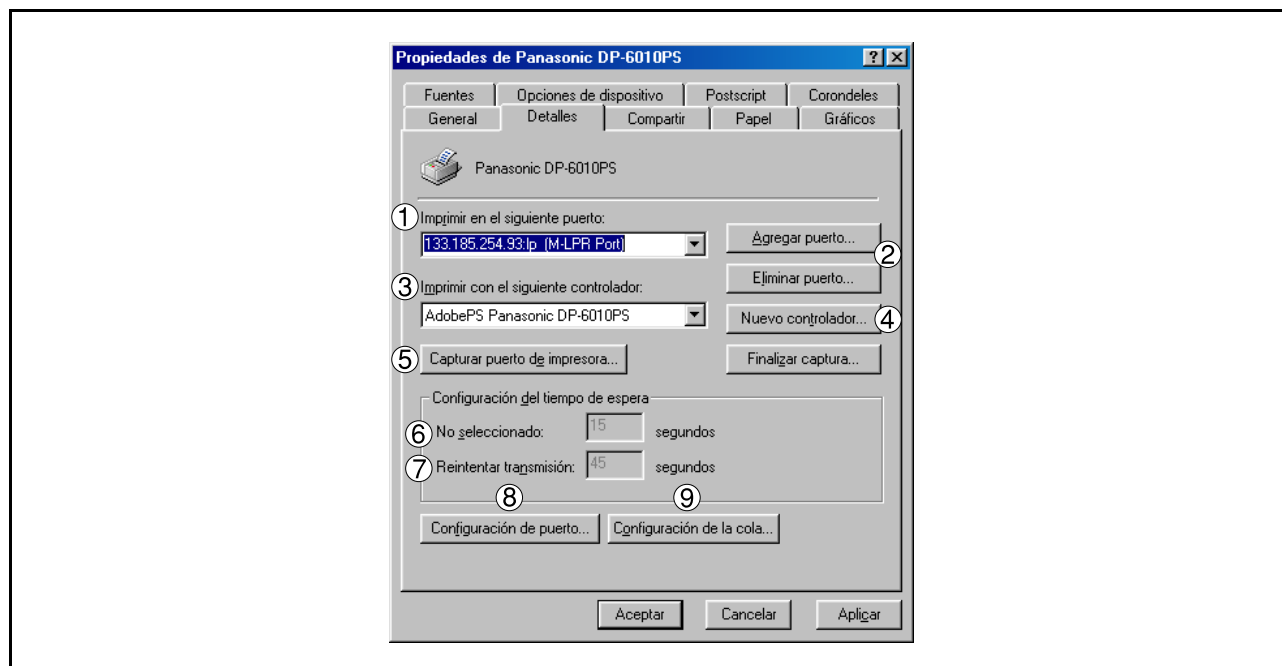 Propiedades de Panasonic DP-6010PS
Fuentes Opciones de dispositivo Postscript Corondeles
General Detalles Compartir Papel Gráficos
Panasonic DP-6010PS
① Imprimir en el siguiente puerto:
133.185.254.93:lp (M-LPR Port)
Agregar puerto...
②
Eliminar puerto...
③ Imprimir con el siguiente controlador:
AdobePS Panasonic DP-6010PS
Nuevo controlador... ④
⑤ Capturar puerto de impresora... Finalizar captura...
Configuración del tiempo de espera
⑥ No seleccionado: 15 segundos
⑦ Reintentar transmisión: 45 segundos
⑧ ⑨
Configuración de puerto... Configuración de la cola...
Aceptar Cancelar Aplicar